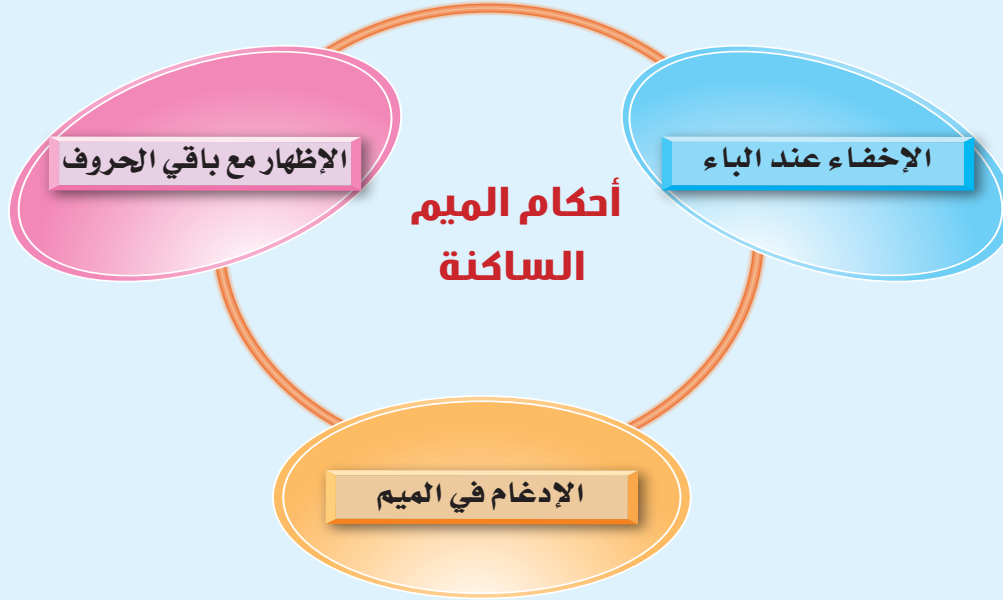 أحكام الميم
الساكنة
الإخفاء عند الباء
الإظهار مع باقي الحروف
الإدغام في الميم